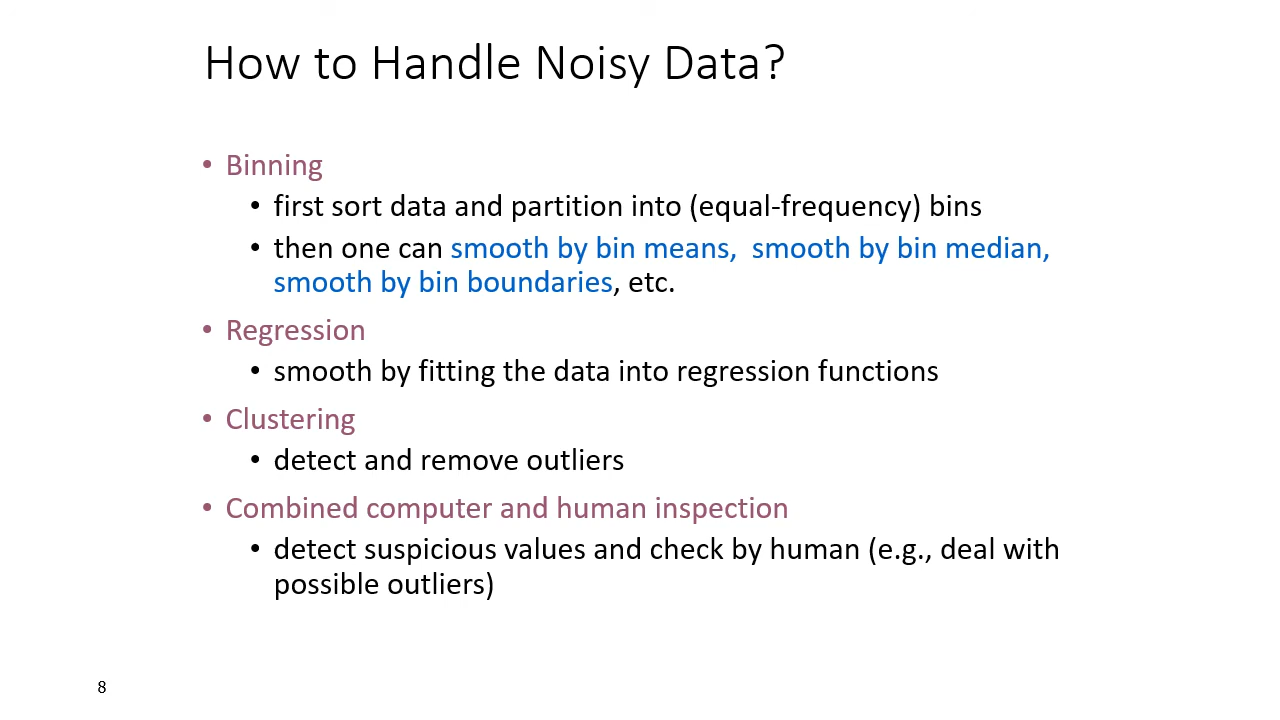 How to Handle Noisy Data?
• Binning
• first sort data and partition into (equal-frequency) bins
• then one can smooth by bin means,  smooth by bin median,
smooth by bin boundaries, etc.
• Regression
• smooth by fitting the data into regression functions
• Clustering
• detect and remove outliers
• Combined computer and human inspection
• detect suspicious values and check by human (e.g., deal with
possible outliers)
8